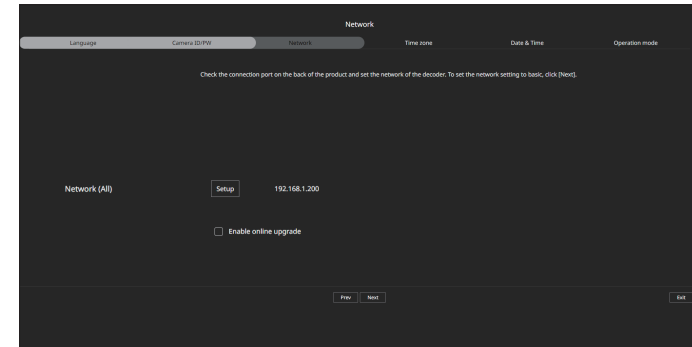 Network
Language Camera ID/PW Network Time zone Date & Time Operation mode
Check the connection port on the back of the product and set the network of the decoder. To set the network setting to basic, click [Next].
Network (All) Setup 192.168.1.200
Enable online upgrade
Prev Next Exit